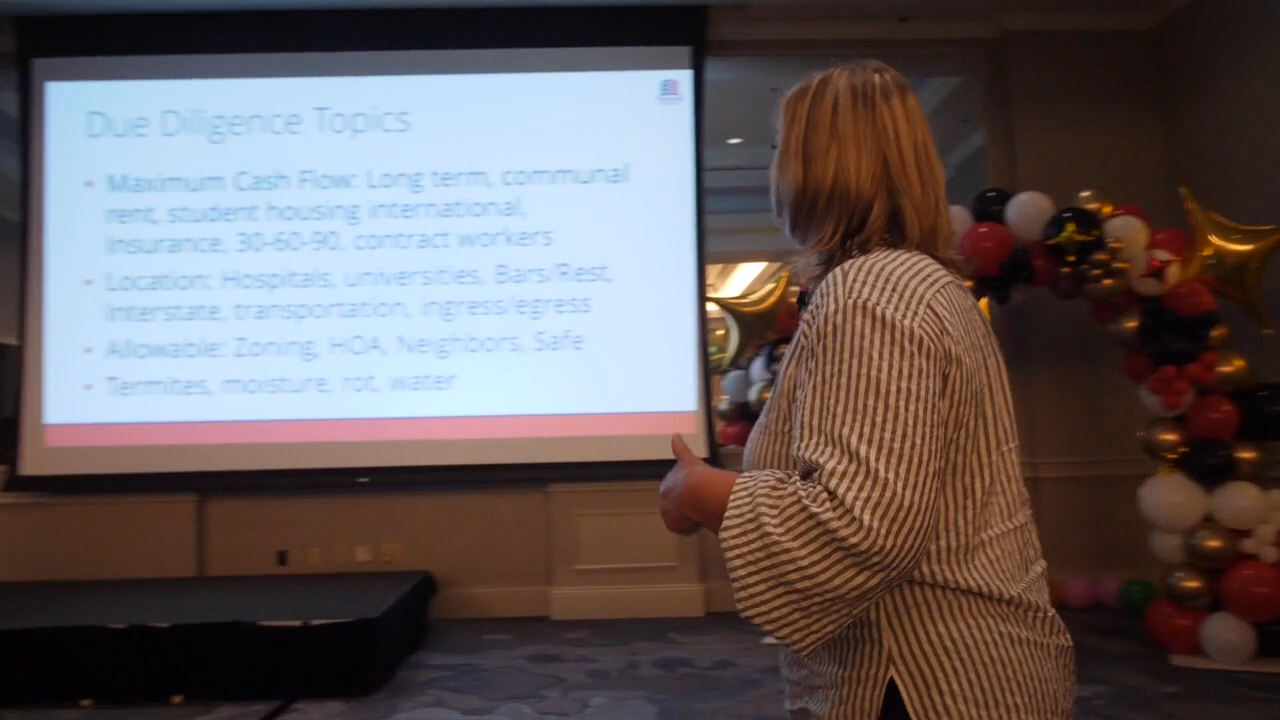 Due Diligence Topics
• Maximum Cash Flow: Long term, communal
rent, student housing international,
Insurance, 30-60-90, contract workers
• Location: Hospitals, universities, Bars/Rest,
Interstate, transportation, ingress/egress
• Allowable: Zoning, HOA, Neighbors, Safe
• Termites, moisture, rot, water